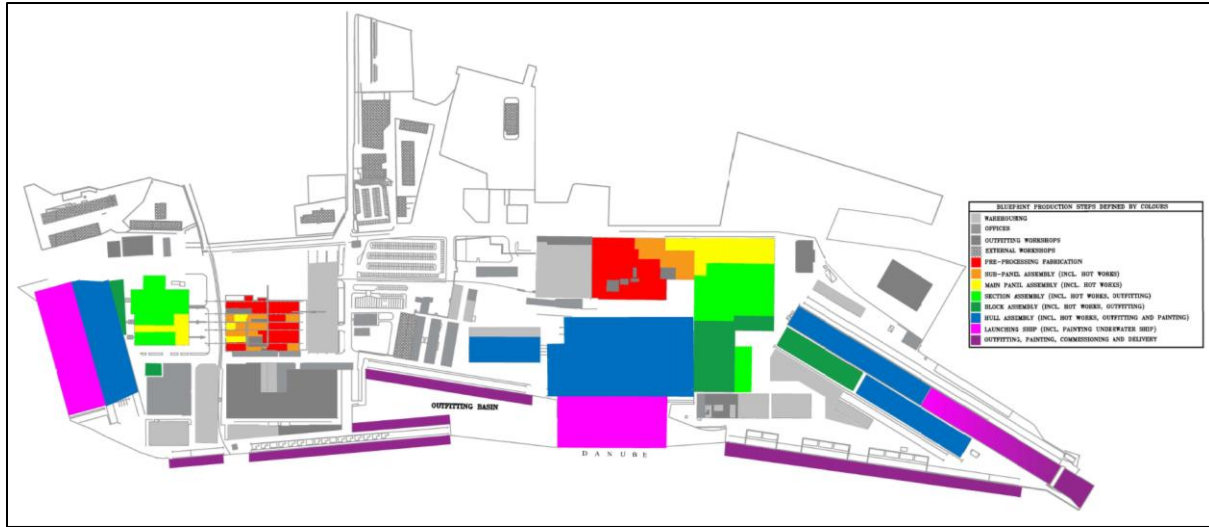 BLUEPRINT PRODUCTION STEPS DEFINED BY COLOURS
WAREHOUSING
OFFICES
OUTFITTING WORKSHOPS
EXTERNAL WORKSHOPS
PRE-PROCESSING FABRICATION
SUB-PANEL ASSEMBLY (INCL. HOT WORKS)
MAIN PANEL ASSEMBLY (INCL. HOT WORKS)
SECTION ASSEMBLY (INCL. HOT WORKS, OUTFITTING)
BLOCK ASSEMBLY (INCL. HOT WORKS, OUTFITTING)
HULL ASSEMBLY (INCL. HOT WORKS, OUTFITTING AND PAINTING)
LAUNCHING SHIP (INCL. PAINTING UNDERWATER SHIP)
OUTFITTING, PAINTING, COMMISSIONING AND DELIVERY
OUTFITTING BASIN
DANUBE